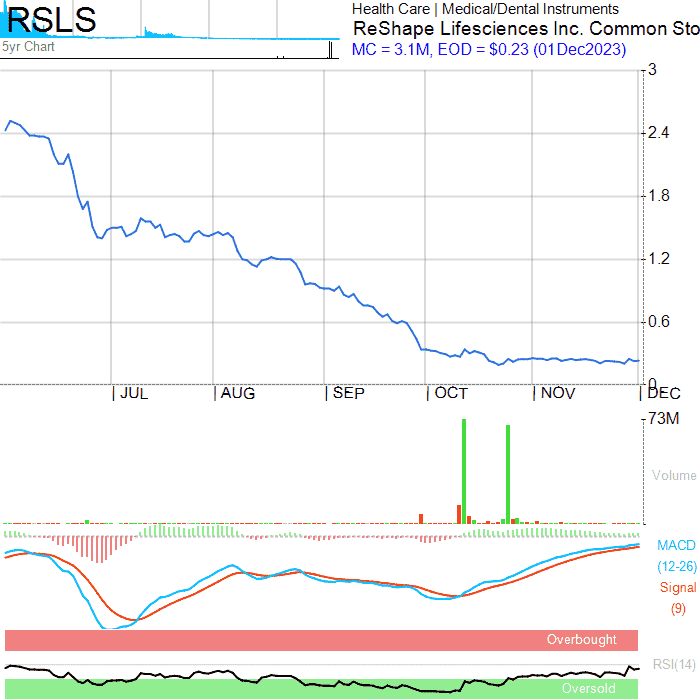 RSLS
5yr Chart
Health Care | Medical/Dental Instruments
ReShape Lifesciences Inc. Common Sto
MC = 3.1M, EOD = $0.23 (01Dec2023)
3
2.4
1.8
1.2
0.6
0
| JUL | AUG | SEP | OCT | NOV | DEC
73M
Volume
MACD
(12-26)
Signal
(9)
Overbought
RSI(14)
Oversold